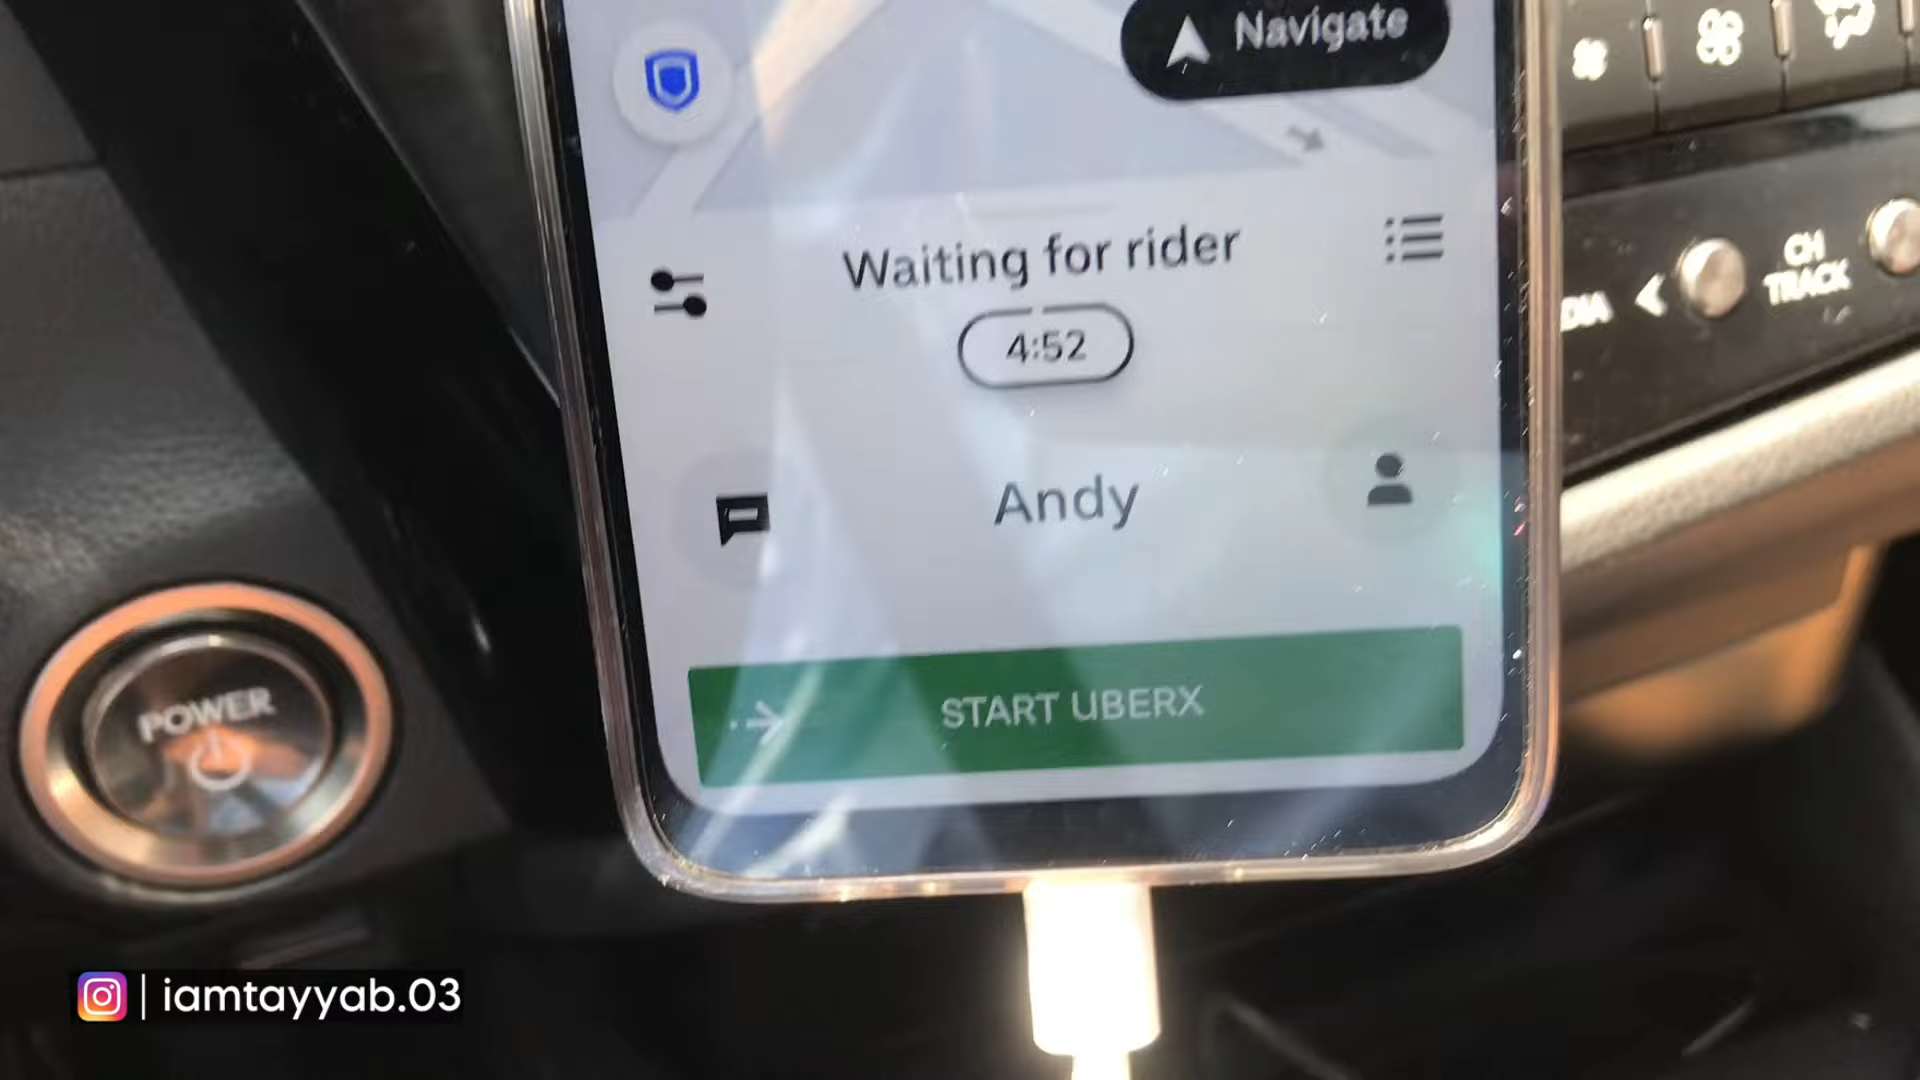 Navigate
Waiting for rider
4:52
Andy
START UBERX
POWER
CH
TRACK
iamtayyab.03